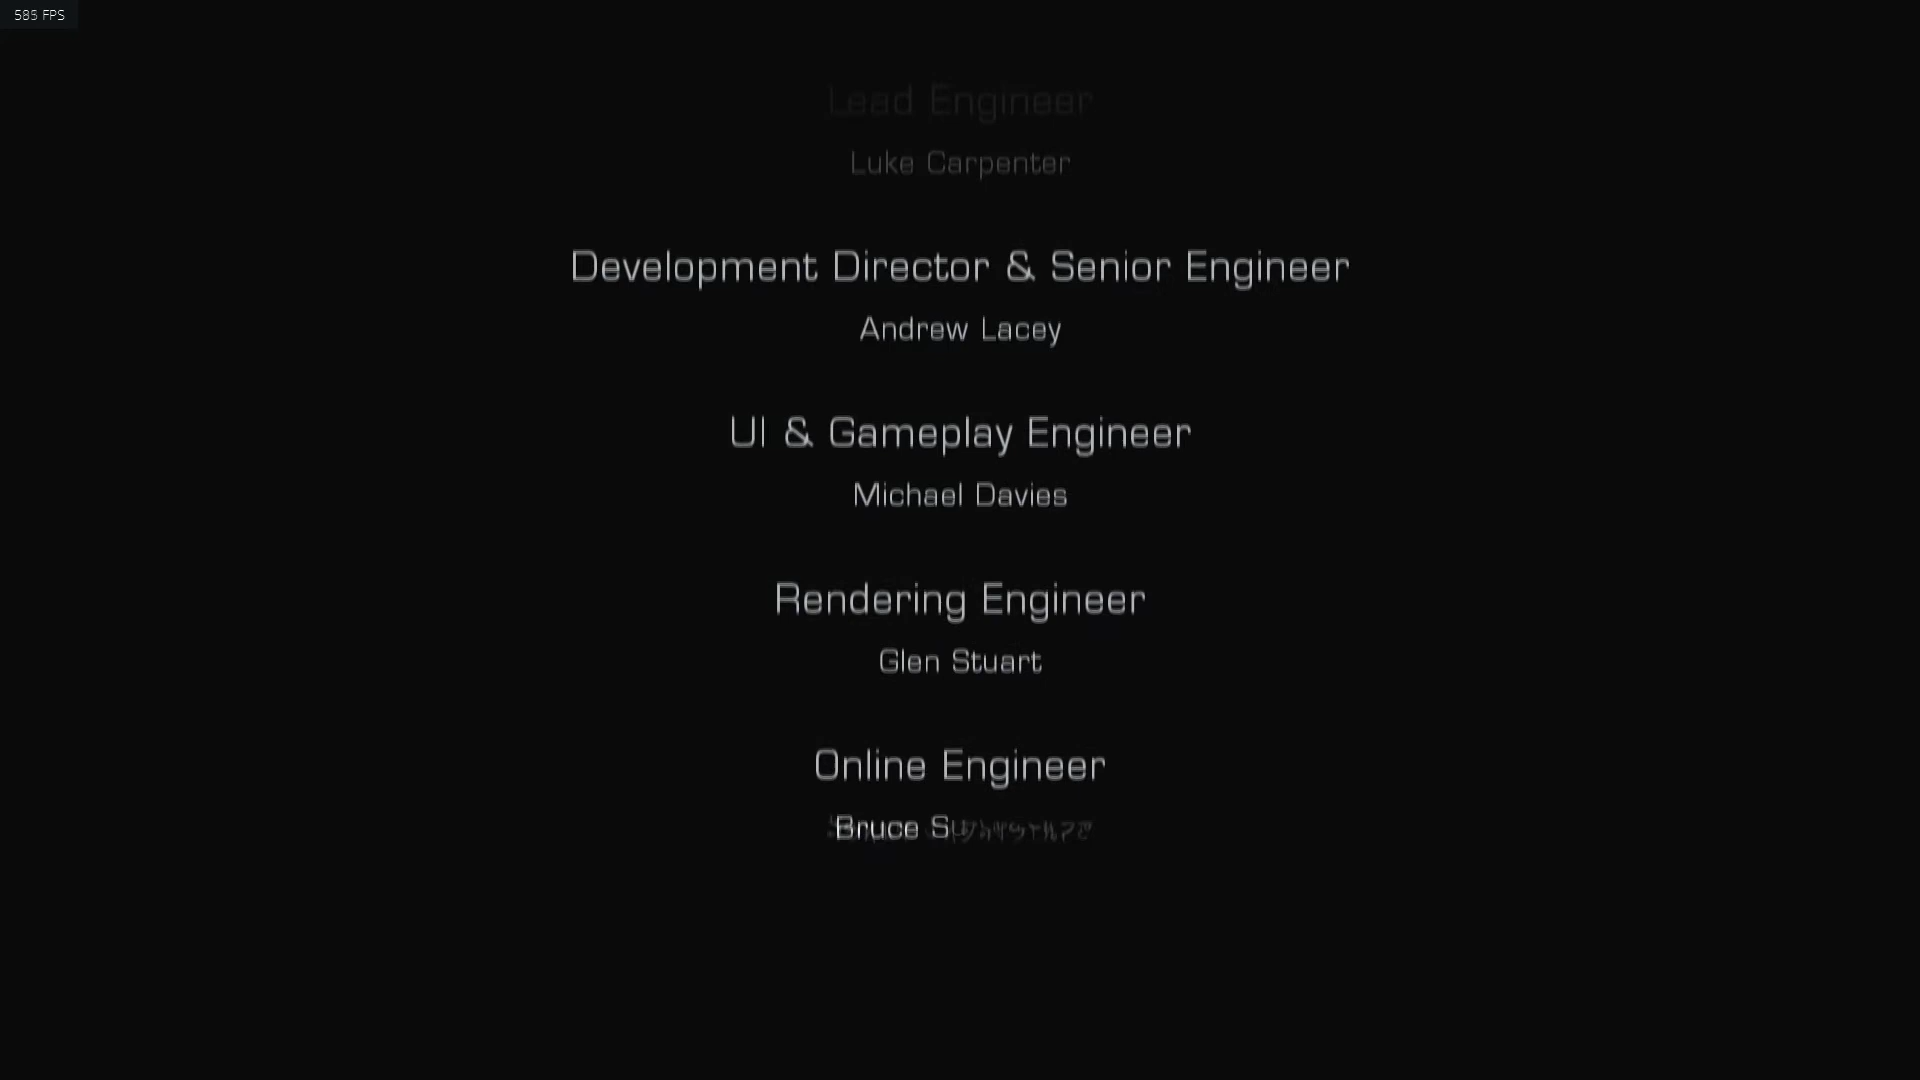 585 FPS
Lead Engineer
Luke Carpenter
Development Director & Senior Engineer
Andrew Lacey
UI & Gameplay Engineer
Michael Davies
Rendering Engineer
Glen Stuart
Online Engineer
Bruce